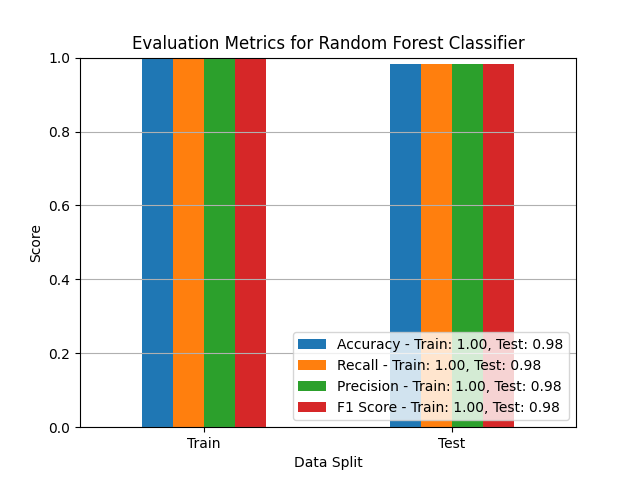 Evaluation Metrics for Random Forest Classifier
1.0
0.8
0.6
0.4
0.2
0.0
Score
Accuracy - Train: 1.00, Test: 0.98
Recall - Train: 1.00, Test: 0.98
Precision - Train: 1.00, Test: 0.98
F1 Score - Train: 1.00, Test: 0.98
Train
Test
Data Split